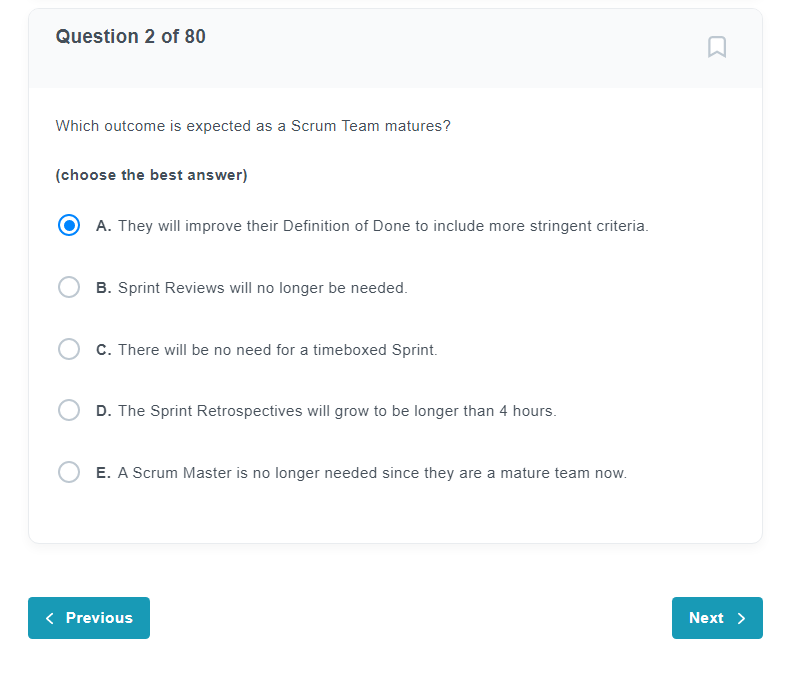 Question 2 of 80
Which outcome is expected as a Scrum Team matures?
(choose the best answer)
A. They will improve their Definition of Done to include more stringent criteria.
B. Sprint Reviews will no longer be needed.
C. There will be no need for a timeboxed Sprint.
D. The Sprint Retrospectives will grow to be longer than 4 hours.
E. A Scrum Master is no longer needed since they are a mature team now.
Previous
Next